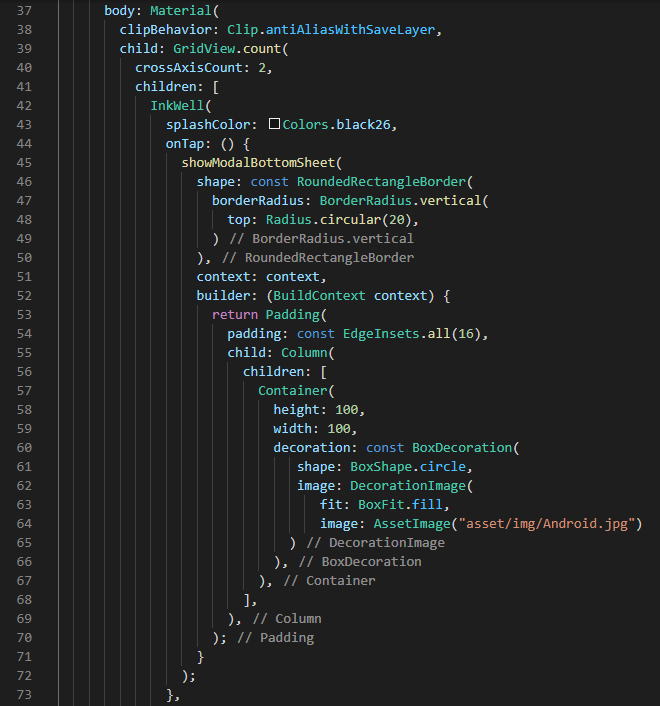 37 body: Material(
38 clipBehavior: Clip.antiAliasWithSaveLayer,
39 child: GridView.count(
40 crossAxisCount: 2,
41 children: [
42 InkWell(
43 splashColor: Colors.black26,
44 onTap: () {
45 showModalBottomSheet(
46 shape: const RoundedRectangleBorder(
47 borderRadius: BorderRadius.vertical(
48 top: Radius.circular(20),
49 ) // BorderRadius.vertical
50 ), // RoundedRectangleBorder
51 context: context,
52 builder: (BuildContext context) {
53 return Padding(
54 padding: const EdgeInsets.all(16),
55 child: Column(
56 children: [
57 Container(
58 height: 100,
59 width: 100,
60 decoration: const BoxDecoration(
61 shape: BoxShape.circle,
62 image: DecorationImage(
63 fit: BoxFit.fill,
64 image: AssetImage("asset/img/Android.jpg")
65 ) // DecorationImage
66 ), // BoxDecoration
67 ), // Container
68 ],
69 ), // Column
70 ); // Padding
71 }
72 );
73 },